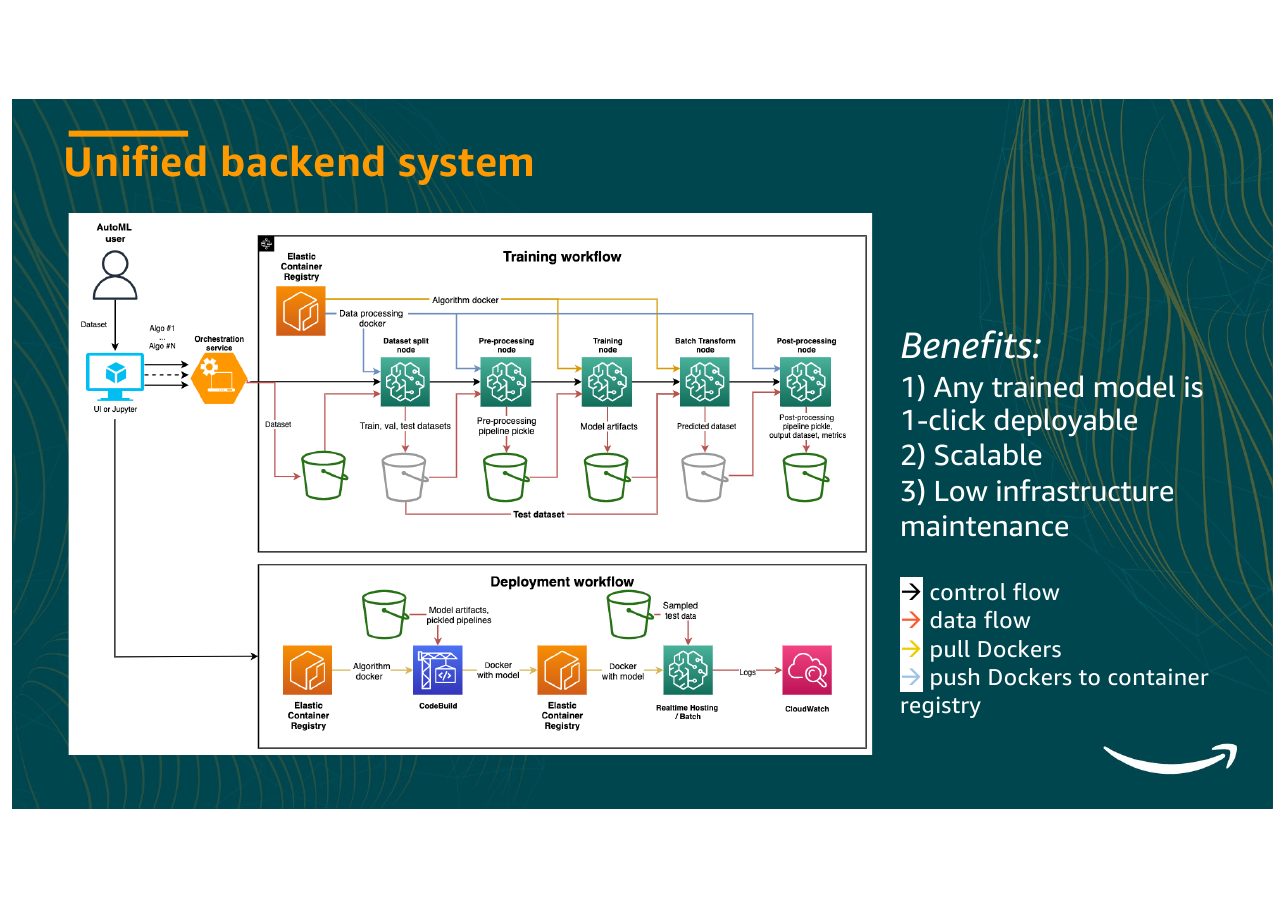 Unified backend system
AutoML
user
Dataset
Algo #1
...
Algo #N
UI or Jupyter
Orchestration
service
Training workflow
Elastic
Container
Registry
Algorithm docker
Data processing
docker
Dataset split
node
Pre-processing
node
Training
node
Batch Transform
node
Post-processing
node
Dataset
Train, val, test datasets
Pre-processing
pipeline pickle
Model artifacts
Predicted dataset
Post-processing
pipeline pickle,
output dataset, metrics
Test dataset
Deployment workflow
Model artifacts,
pickled pipelines
Sampled
test data
Algorithm
docker
Docker
with model
Docker
with model
Logs
Elastic
Container
Registry
CodeBuild
Elastic
Container
Registry
Realtime Hosting
/ Batch
CloudWatch
Benefits:
1) Any trained model is
1-click deployable
2) Scalable
3) Low infrastructure
maintenance
→ control flow
→ data flow
→ pull Dockers
→ push Dockers to container
registry